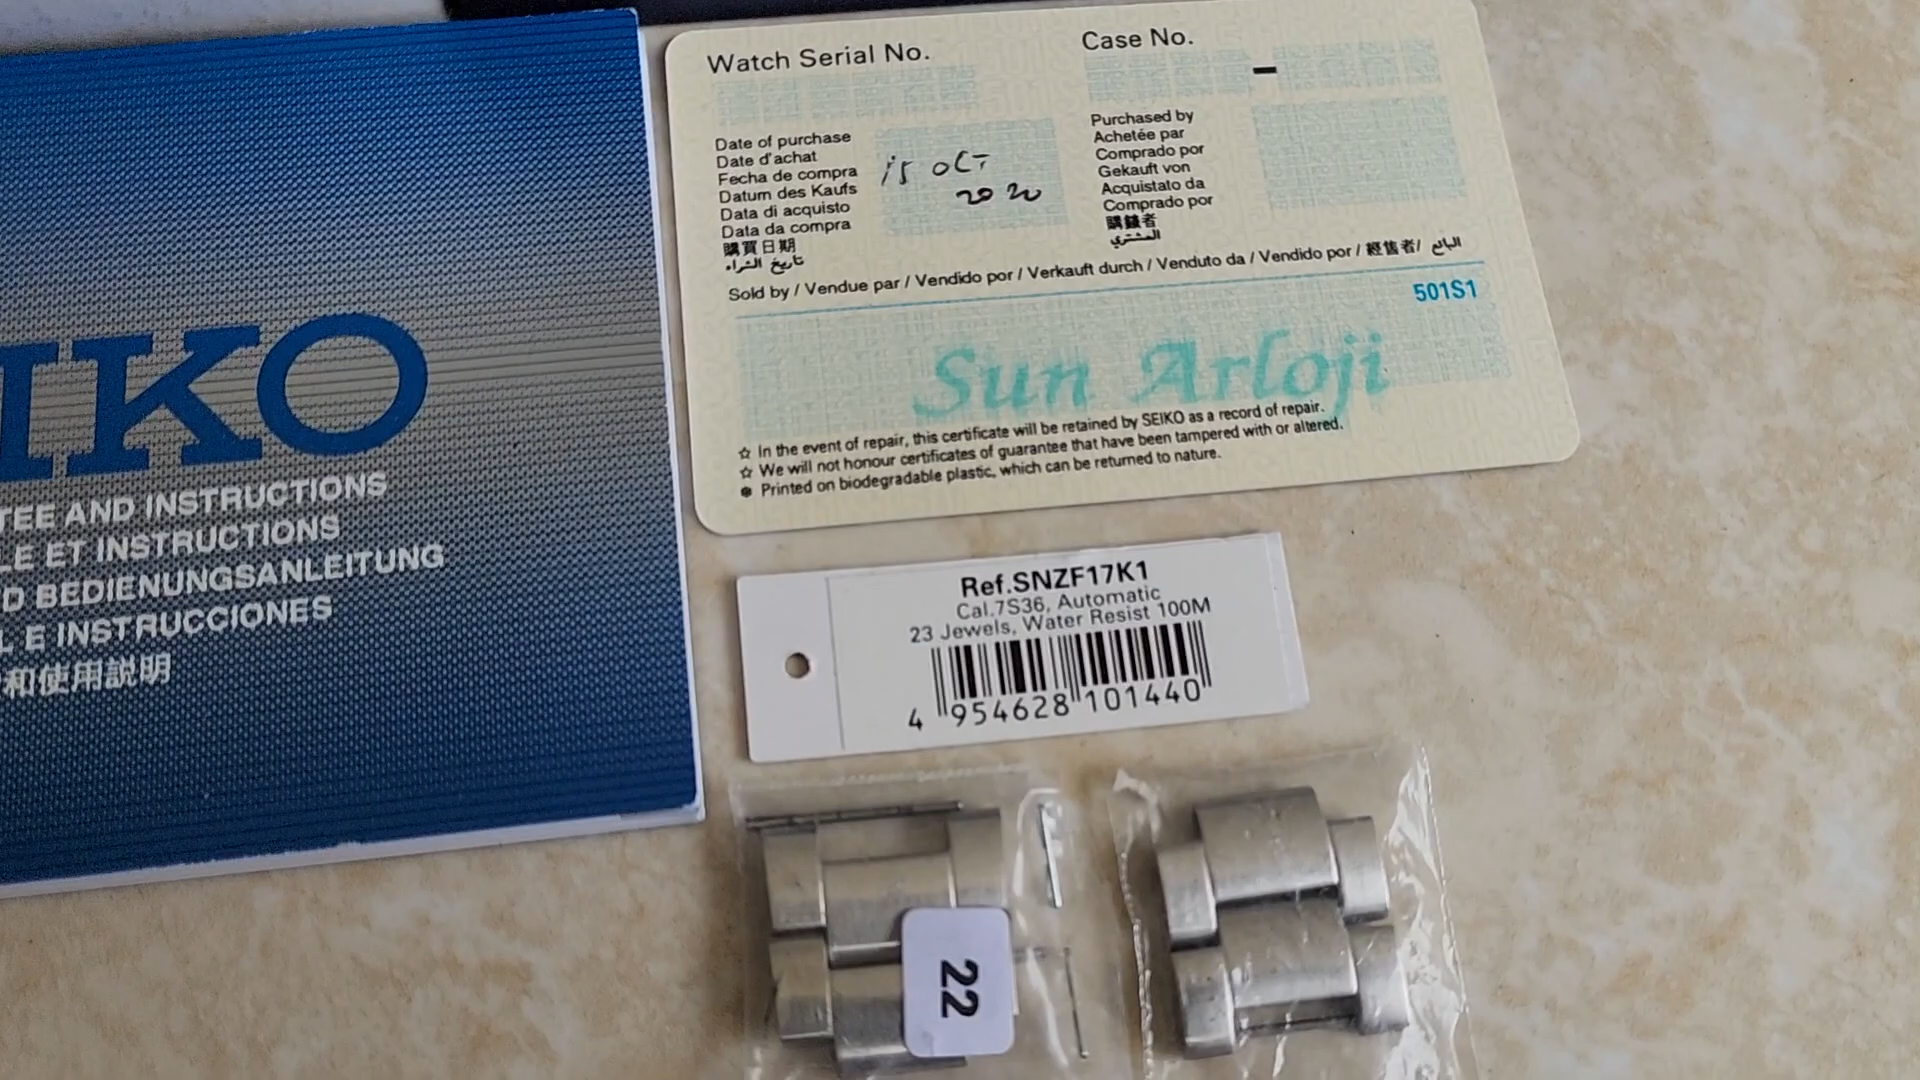 IKO
TEE AND INSTRUCTIONS
LE ET INSTRUCTIONS
D BEDIENUNGSANLEITUNG
L E INSTRUCCIONES
和使用説明
Watch Serial No.
Case No.
-
Date of purchase
Date d'achat
Fecha de compra
Datum des Kaufs
Data di acquisto
Data da compra
購買日期
تاريخ الشراء
15 OCT
2020
Purchased by
Achetée par
Comprado por
Gekauft von
Acquistato da
Comprado por
購錶者
المشتري
Sold by / Vendue par / Vendido por / Verkauft durch / Venduto da / Vendido por / 經售者/ البائع
501S1
Sun Arloji
☆ In the event of repair, this certificate will be retained by SEIKO as a record of repair.
☆ We will not honour certificates of guarantee that have been tampered with or altered.
● Printed on biodegradable plastic, which can be returned to nature.
Ref.SNZF17K1
Cal.7S36, Automatic
23 Jewels, Water Resist 100M
4 954628 101440
22